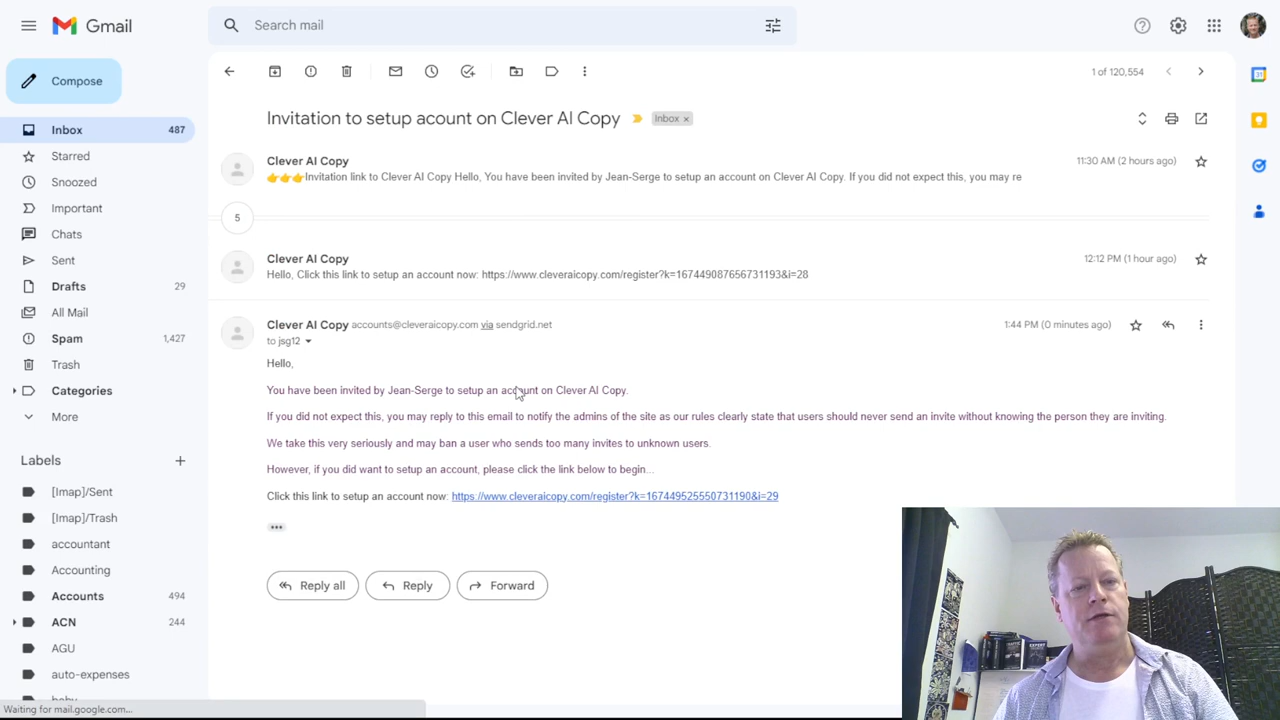 Gmail
Search mail
Compose
1 of 120,554
Inbox 487
Starred
Snoozed
Important
Chats
Sent
Drafts 29
All Mail
Spam 1,427
Trash
Categories
More
Labels
[Imap]/Sent
[Imap]/Trash
accountant
Accounting
Accounts 494
ACN 244
AGU
auto-expenses
Invitation to setup acount on Clever AI Copy Inbox ×
Clever AI Copy 11:30 AM (2 hours ago)
👉👉👉Invitation link to Clever AI Copy Hello, You have been invited by Jean-Serge to setup an account on Clever AI Copy. If you did not expect this, you may re
5
Clever AI Copy 12:12 PM (1 hour ago)
Hello, Click this link to setup an account now: https://www.cleveraicopy.com/register?k=167449087656731193&i=28
Clever AI Copy accounts@cleveraicopy.com via sendgrid.net 1:44 PM (0 minutes ago)
to jsg12
Hello,
You have been invited by Jean-Serge to setup an account on Clever AI Copy.
If you did not expect this, you may reply to this email to notify the admins of the site as our rules clearly state that users should never send an invite without knowing the person they are inviting.
We take this very seriously and may ban a user who sends too many invites to unknown users.
However, if you did want to setup an account, please click the link below to begin...
Click this link to setup an account now: https://www.cleveraicopy.com/register?k=167449525550731190&i=29
Reply all Reply Forward
Waiting for mail.google.com...
31
TRAFFIC
EXPERT